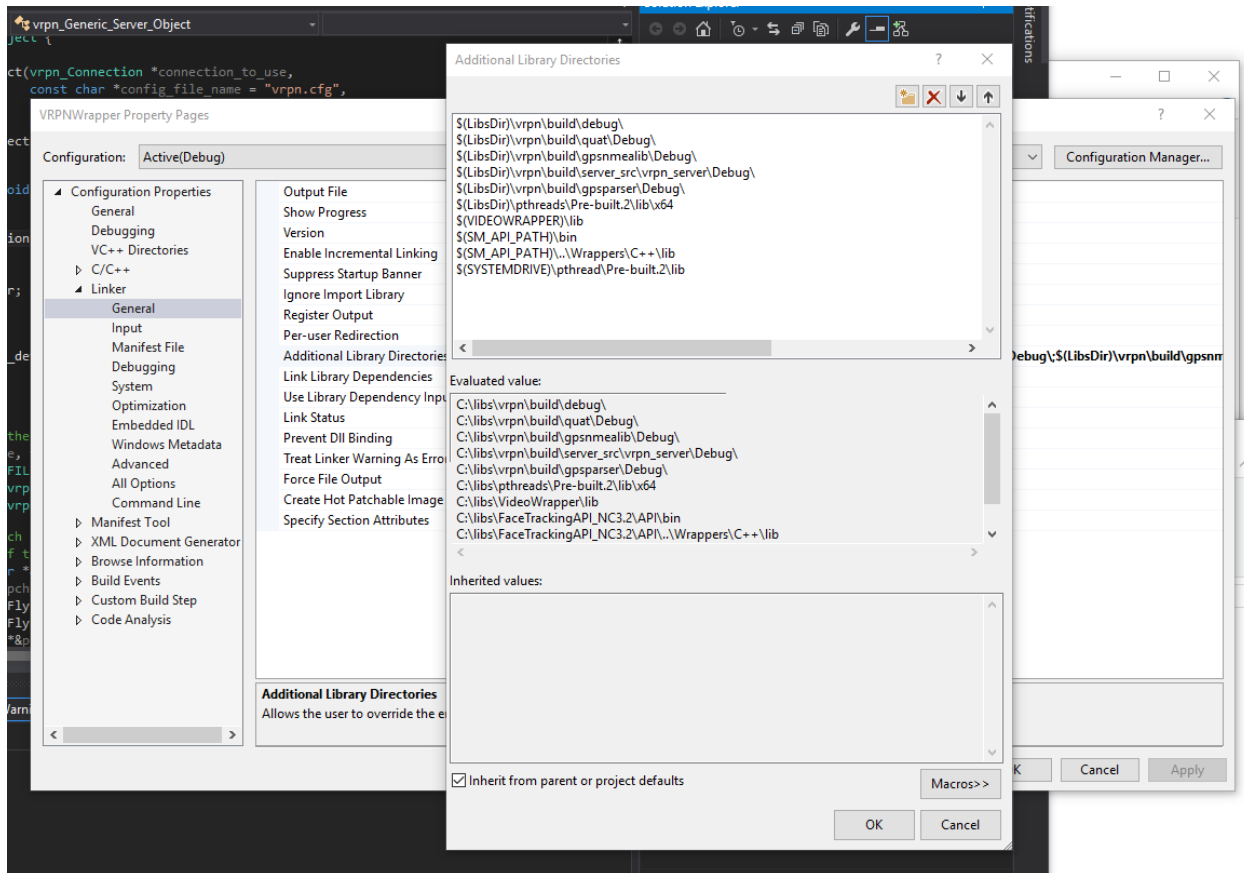 vrpn_Generic_Server_Object
Solution Explorer
Notifications
ject {
ct(vrpn_Connection *connection_to_use,
const char *config_file_name = "vrpn.cfg",
VRPNWrapper Property Pages
Configuration:
Active(Debug)
Configuration Manager...
Configuration Properties
General
Debugging
VC++ Directories
C/C++
Linker
General
Input
Manifest File
Debugging
System
Optimization
Embedded IDL
Windows Metadata
Advanced
All Options
Command Line
Manifest Tool
XML Document Generator
Browse Information
Build Events
Custom Build Step
Code Analysis
Output File
Show Progress
Version
Enable Incremental Linking
Suppress Startup Banner
Ignore Import Library
Register Output
Per-user Redirection
Additional Library Directories
Link Library Dependencies
Use Library Dependency Inpu
Link Status
Prevent Dll Binding
Treat Linker Warning As Erro
Force File Output
Create Hot Patchable Image
Specify Section Attributes
Debug\;$(LibsDir)\vrpn\build\gpsnm
Additional Library Directories
Allows the user to override the e
K
Cancel
Apply
Additional Library Directories
$(LibsDir)\vrpn\build\debug\
$(LibsDir)\vrpn\build\quat\Debug\
$(LibsDir)\vrpn\build\gpsnmealib\Debug\
$(LibsDir)\vrpn\build\server_src\vrpn_server\Debug\
$(LibsDir)\vrpn\build\gpsparser\Debug\
$(LibsDir)\pthreads\Pre-built.2\lib\x64
$(VIDEOWRAPPER)\lib
$(SM_API_PATH)\bin
$(SM_API_PATH)\..\Wrappers\C++\lib
$(SYSTEMDRIVE)\pthread\Pre-built.2\lib
Evaluated value:
C:\libs\vrpn\build\debug\
C:\libs\vrpn\build\quat\Debug\
C:\libs\vrpn\build\gpsnmealib\Debug\
C:\libs\vrpn\build\server_src\vrpn_server\Debug\
C:\libs\vrpn\build\gpsparser\Debug\
C:\libs\pthreads\Pre-built.2\lib\x64
C:\libs\VideoWrapper\lib
C:\libs\FaceTrackingAPI_NC3.2\API\bin
C:\libs\FaceTrackingAPI_NC3.2\API\..\Wrappers\C++\lib
Inherited values:
Inherit from parent or project defaults
Macros>>
OK
Cancel